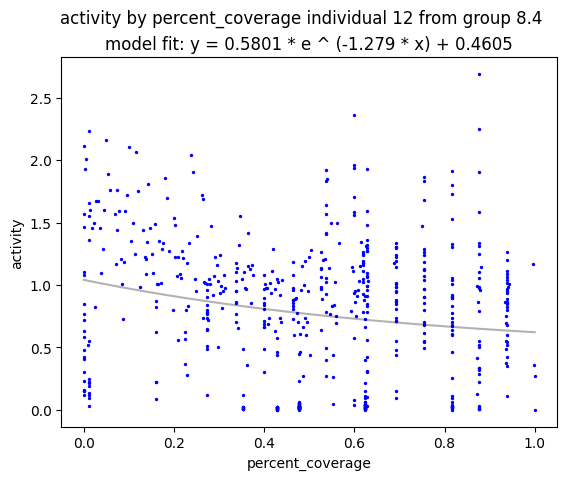 activity by percent_coverage individual 12 from group 8.4
model fit: y = 0.5801 * e ^ (-1.279 * x) + 0.4605
2.5
2.0
1.5
1.0
0.5
0.0
activity
0.0 0.2 0.4 0.6 0.8 1.0
percent_coverage